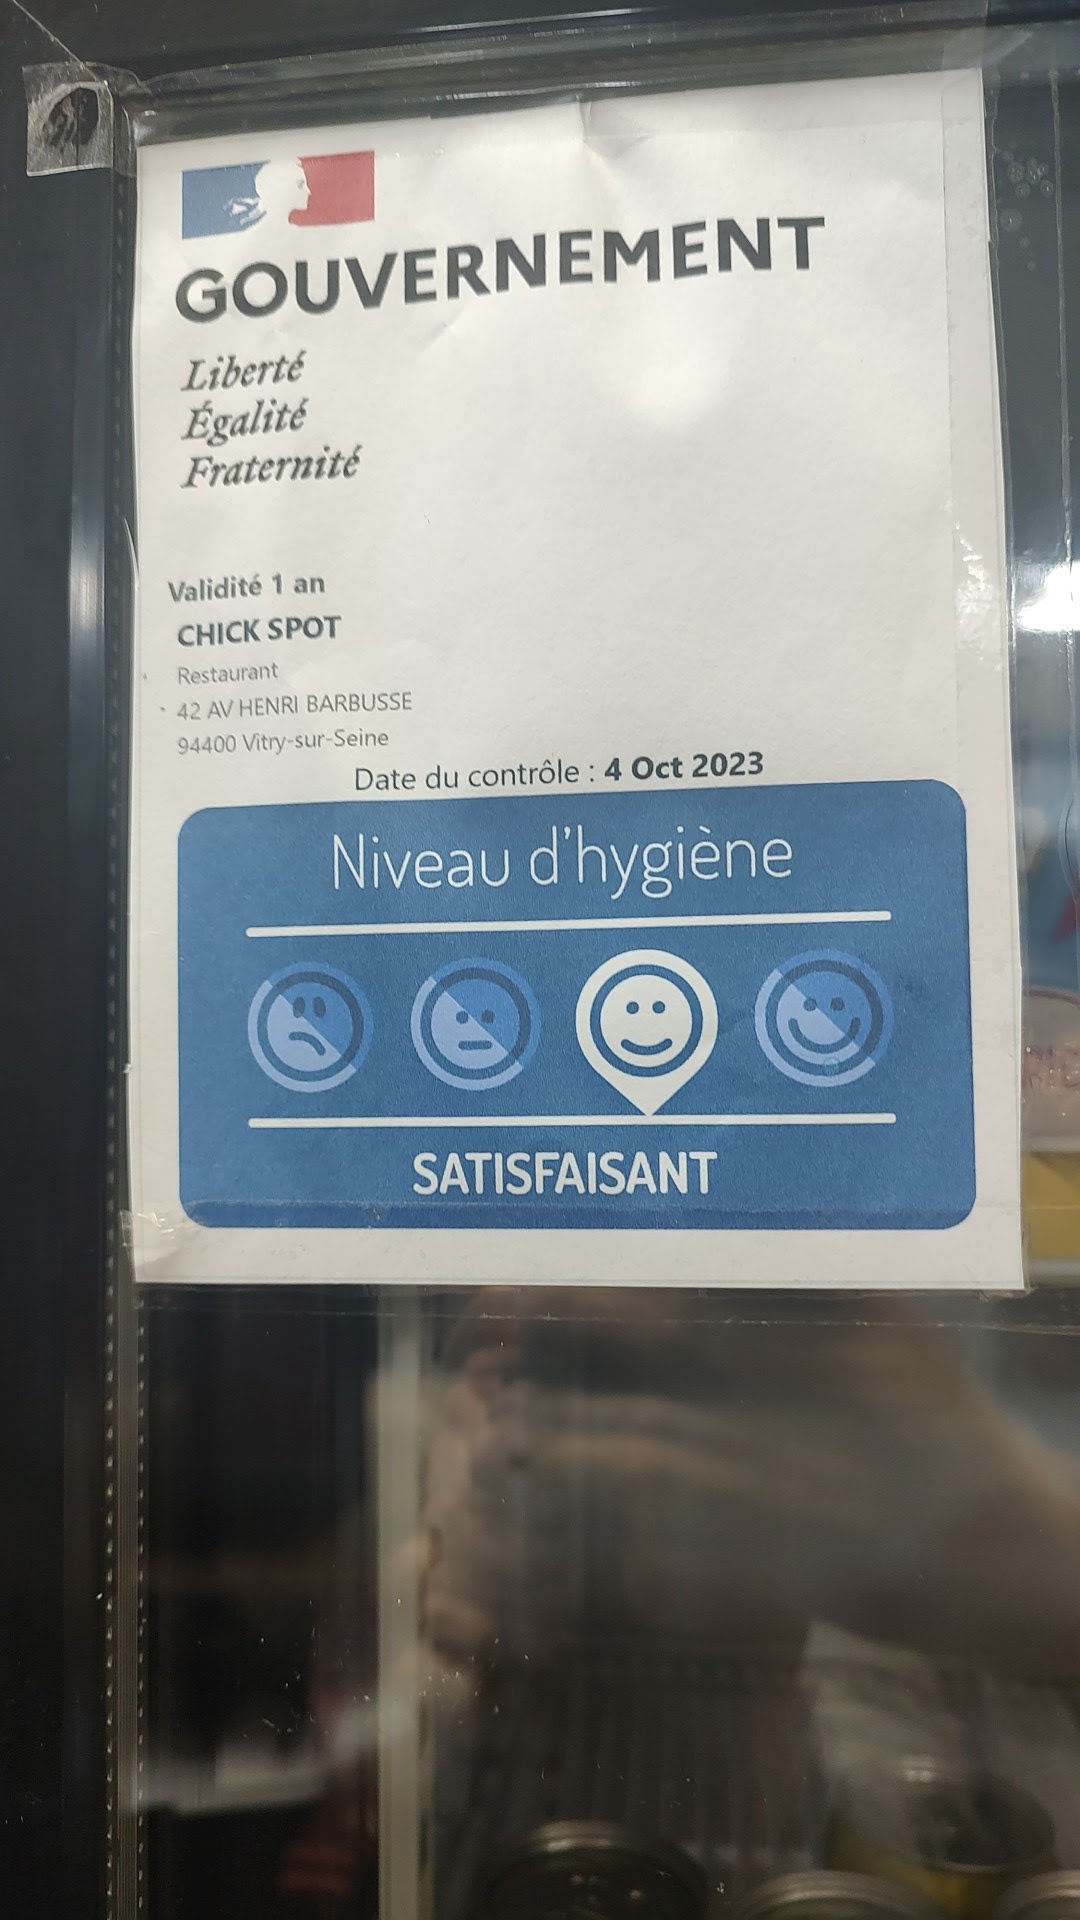 GOUVERNEMENT
Liberté
Égalité
Fraternité
Validité 1 an
CHICK SPOT
Restaurant
42 AV HENRI BARBUSSE
94400 Vitry-sur-Seine
Date du contrôle : 4 Oct 2023
Niveau d'hygiène
SATISFAISANT